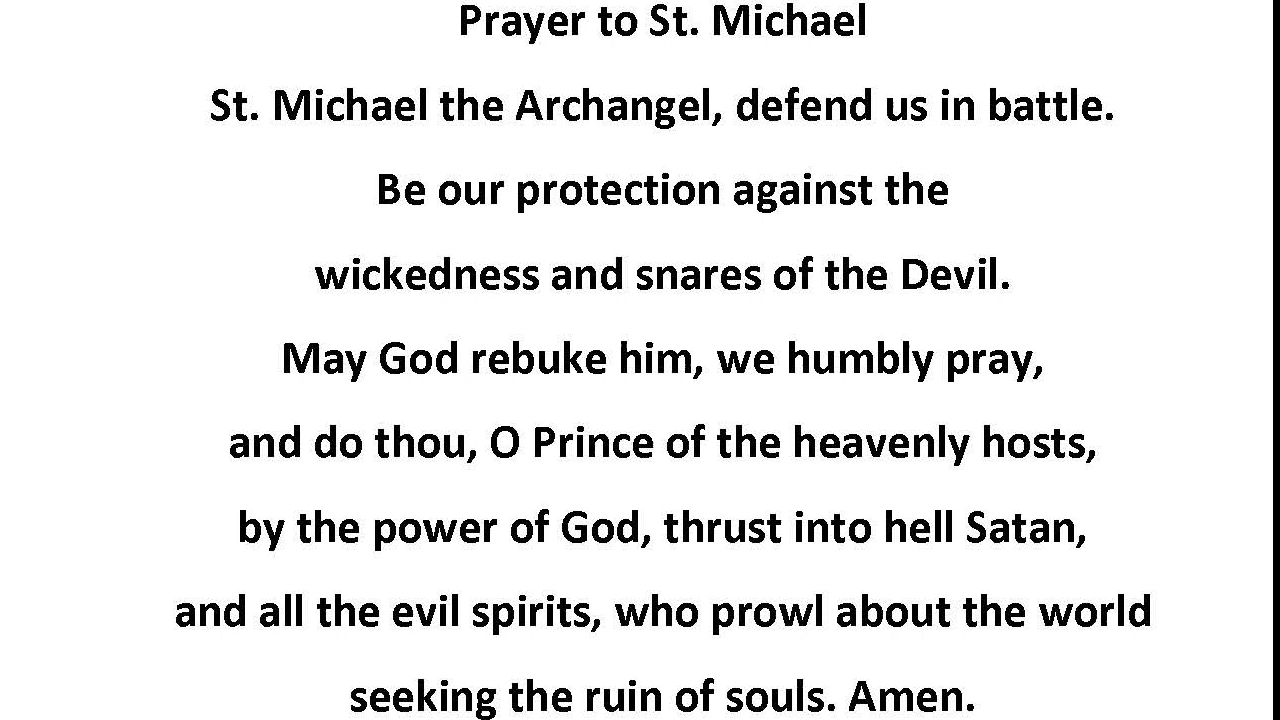 Prayer to St. Michael
St. Michael the Archangel, defend us in battle.
Be our protection against the
wickedness and snares of the Devil.
May God rebuke him, we humbly pray,
and do thou, O Prince of the heavenly hosts,
by the power of God, thrust into hell Satan,
and all the evil spirits, who prowl about the world
seeking the ruin of souls. Amen.